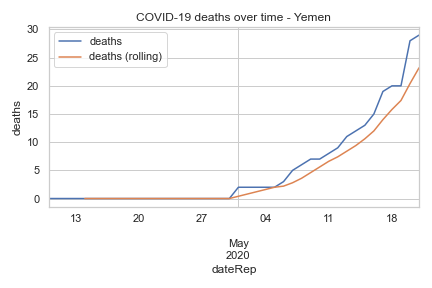 COVID-19 deaths over time - Yemen
deaths
deaths (rolling)
30
25
20
15
10
5
0
deaths
13 20 27 04 11 18
May
2020
dateRep